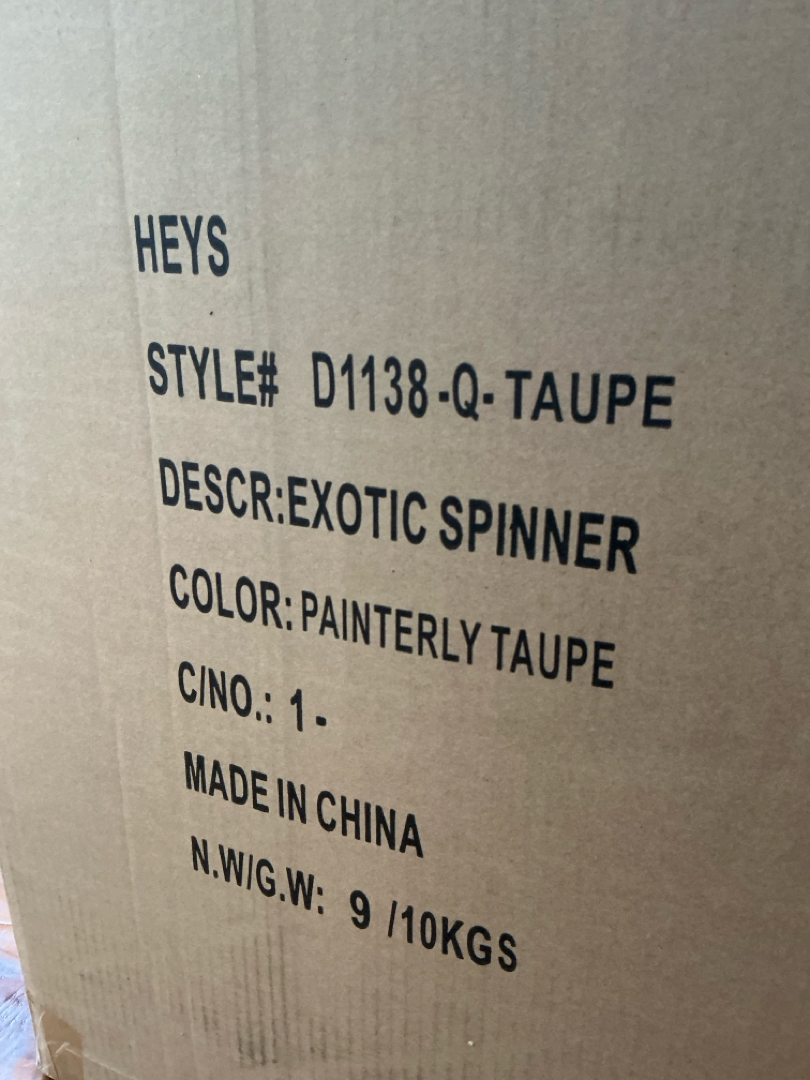 HEYS
STYLE# D1138-Q-TAUPE
DESCR:EXOTIC SPINNER
COLOR: PAINTERLY TAUPE
C/NO.: 1-
MADE IN CHINA
N.W/G.W: 9 /10KGS